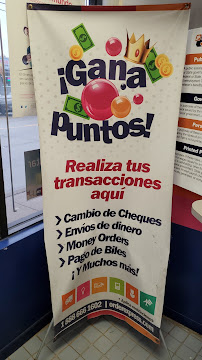 ¡Gana
puntos!
Realiza tus
transacciones
aquí
> Cambio de Cheques
> Envíos de dinero
> Money Orders
> Pago de Biles
¡Y Muchos más!